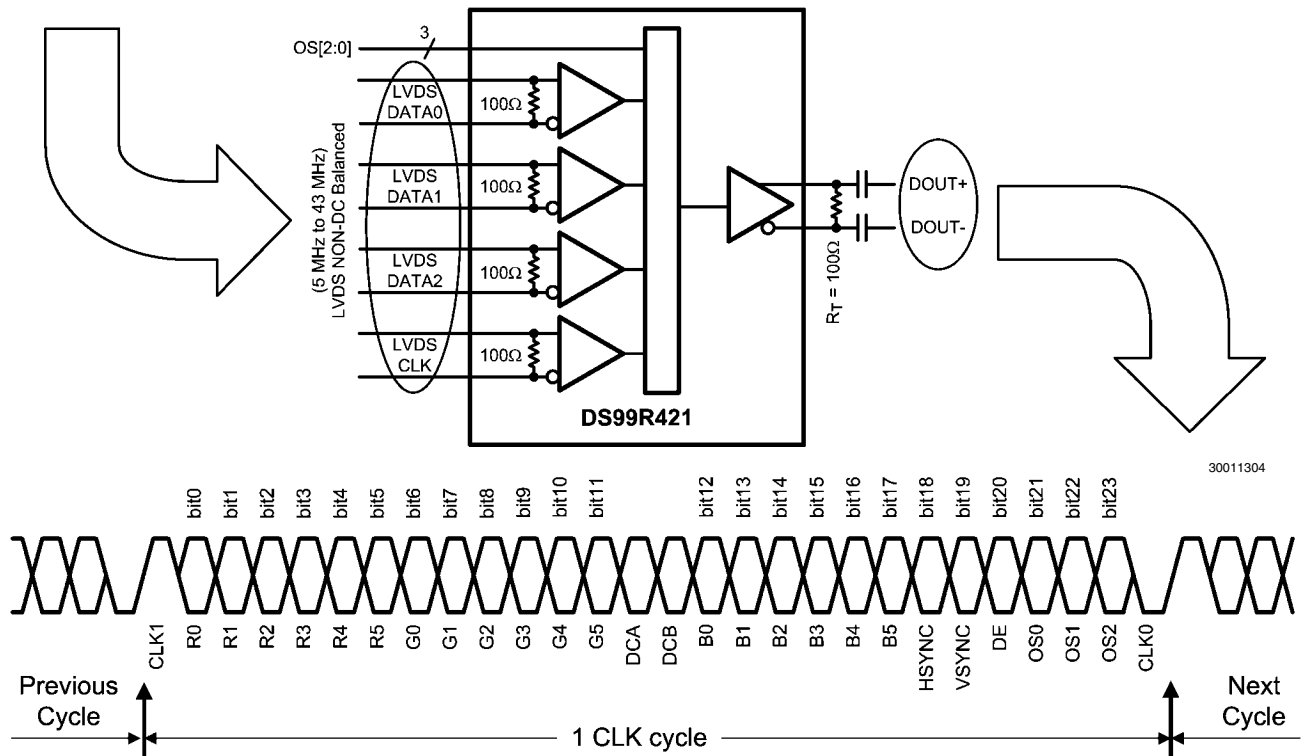 OS[2:0]
3
(5 MHz to 43 MHz)
LVDS NON-DC Balanced
LVDS
DATA0
100Ω
LVDS
DATA1
100Ω
LVDS
DATA2
100Ω
LVDS
CLK
100Ω
DS99R421
RT = 100Ω
DOUT+
DOUT-
30011304
bit0 bit1 bit2 bit3 bit4 bit5 bit6 bit7 bit8 bit9 bit10 bit11 bit12 bit13 bit14 bit15 bit16 bit17 bit18 bit19 bit20 bit21 bit22 bit23
CLK1 R0 R1 R2 R3 R4 R5 G0 G1 G2 G3 G4 G5 DCA DCB B0 B1 B2 B3 B4 B5 HSYNC VSYNC DE OS0 OS1 OS2 CLK0
Previous
Cycle
1 CLK cycle
Next
Cycle